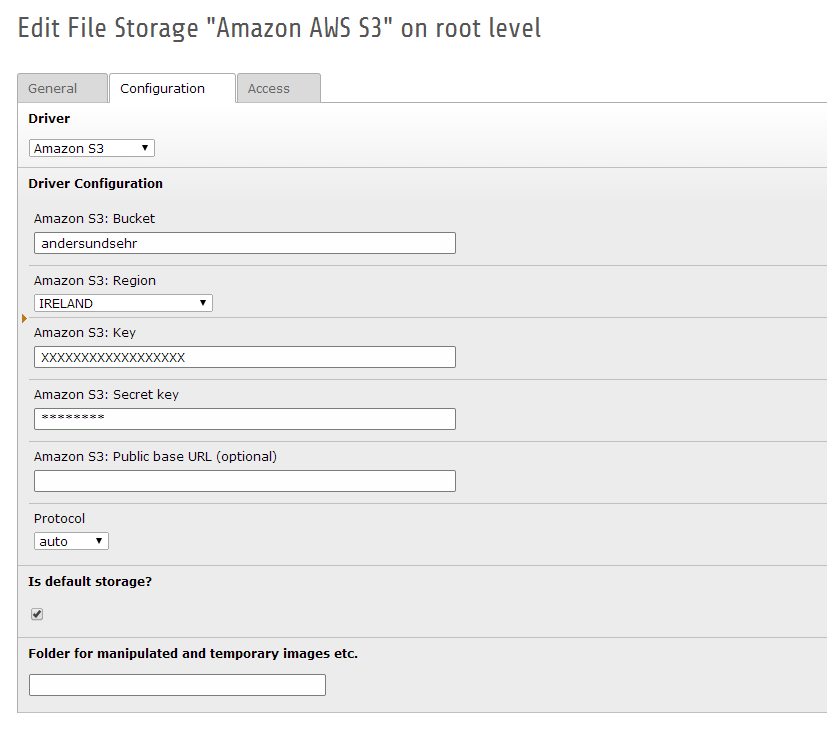 Edit File Storage "Amazon AWS S3" on root level
General Configuration Access
Driver
Amazon S3
Driver Configuration
Amazon S3: Bucket
andersundsehr
Amazon S3: Region
IRELAND
Amazon S3: Key
XXXXXXXXXXXXXXXXXX
Amazon S3: Secret key
********
Amazon S3: Public base URL (optional)
Protocol
auto
Is default storage?
Folder for manipulated and temporary images etc.